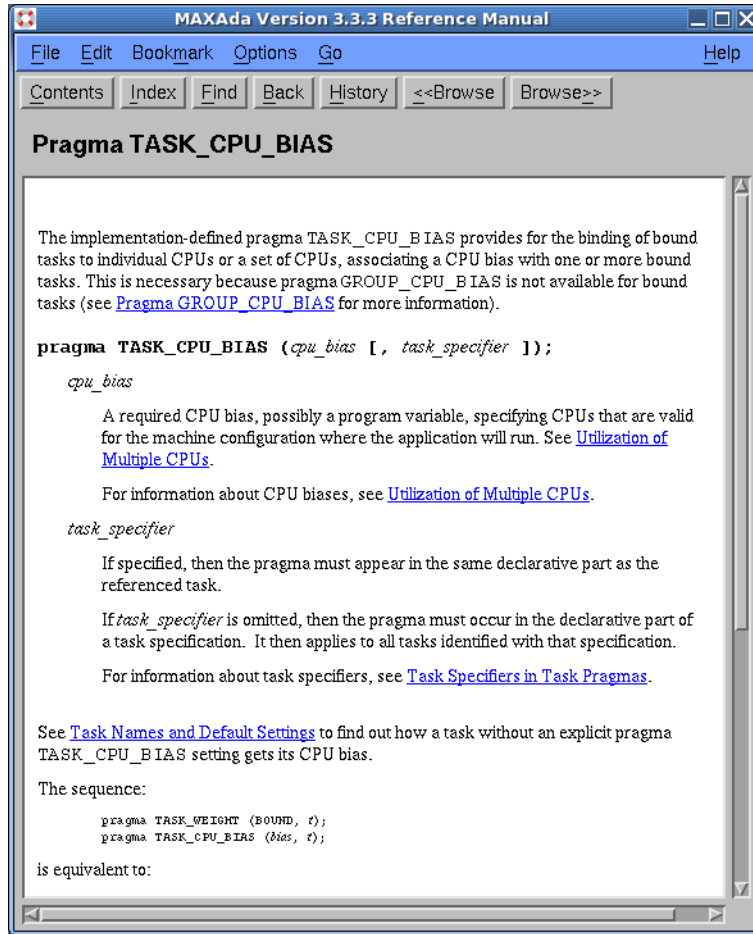 MAXAda Version 3.3.3 Reference Manual
File Edit Bookmark Options Go Help
Contents Index Find Back History <<Browse Browse>>
Pragma TASK_CPU_BIAS
The implementation-defined pragma TASK_CPU_BIAS provides for the binding of bound
tasks to individual CPUs or a set of CPUs, associating a CPU bias with one or more bound
tasks. This is necessary because pragma GROUP_CPU_BIAS is not available for bound
tasks (see Pragma GROUP_CPU_BIAS for more information).
pragma TASK_CPU_BIAS (cpu_bias [, task_specifier ]);
cpu_bias
A required CPU bias, possibly a program variable, specifying CPUs that are valid
for the machine configuration where the application will run. See Utilization of
Multiple CPUs.
For information about CPU biases, see Utilization of Multiple CPUs.
task_specifier
If specified, then the pragma must appear in the same declarative part as the
referenced task.
If task_specifier is omitted, then the pragma must occur in the declarative part of
a task specification. It then applies to all tasks identified with that specification.
For information about task specifiers, see Task Specifiers in Task Pragmas.
See Task Names and Default Settings to find out how a task without an explicit pragma
TASK_CPU_BIAS setting gets its CPU bias.
The sequence:
pragma TASK_WEIGHT (BOUND, t);
pragma TASK_CPU_BIAS (bias, t);
is equivalent to: